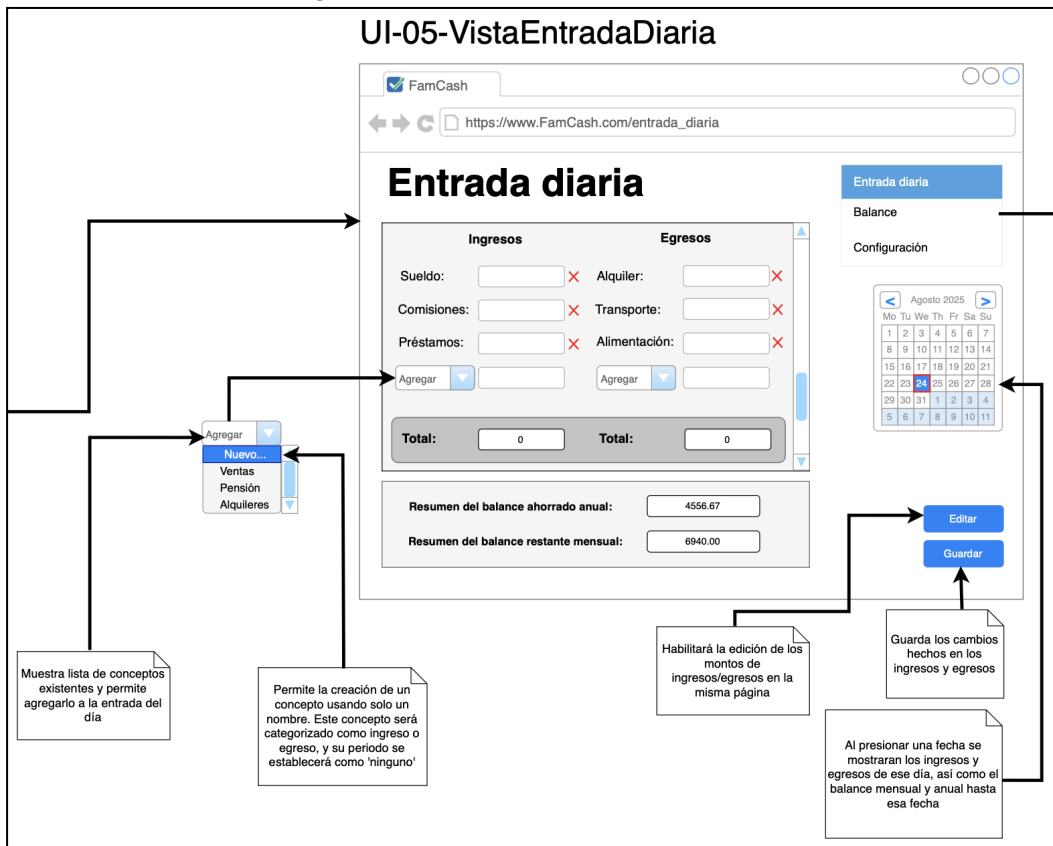 UI-05-VistaEntradaDiaria
FamCash
https://www.FamCash.com/entrada_diaria
Entrada diaria
Entrada diaria
Balance
Configuración
Ingresos
Egresos
Sueldo:
Alquiler:
Comisiones:
Transporte:
Préstamos:
Alimentación:
Agregar
Agregar
Total: 0
Total: 0
< Agosto 2025 >
Mo Tu We Th Fr Sa Su
1 2 3 4 5 6 7
8 9 10 11 12 13 14
15 16 17 18 19 20 21
22 23 24 25 26 27 28
29 30 31 1 2 3 4
5 6 7 8 9 10 11
Agregar
Nuevo...
Ventas
Pensión
Alquileres
Resumen del balance ahorrado anual: 4556.67
Resumen del balance restante mensual: 6940.00
Editar
Guardar
Muestra lista de conceptos
existentes y permite
agregarlo a la entrada del
día
Permite la creación de un
concepto usando solo un
nombre. Este concepto será
categorizado como ingreso o
egreso, y su periodo se
establecerá como 'ninguno'
Habilitará la edición de los
montos de
ingresos/egresos en la
misma página
Guarda los cambios
hechos en los
ingresos y egresos
Al presionar una fecha se
mostraran los ingresos y
egresos de ese día, así como el
balance mensual y anual hasta
esa fecha